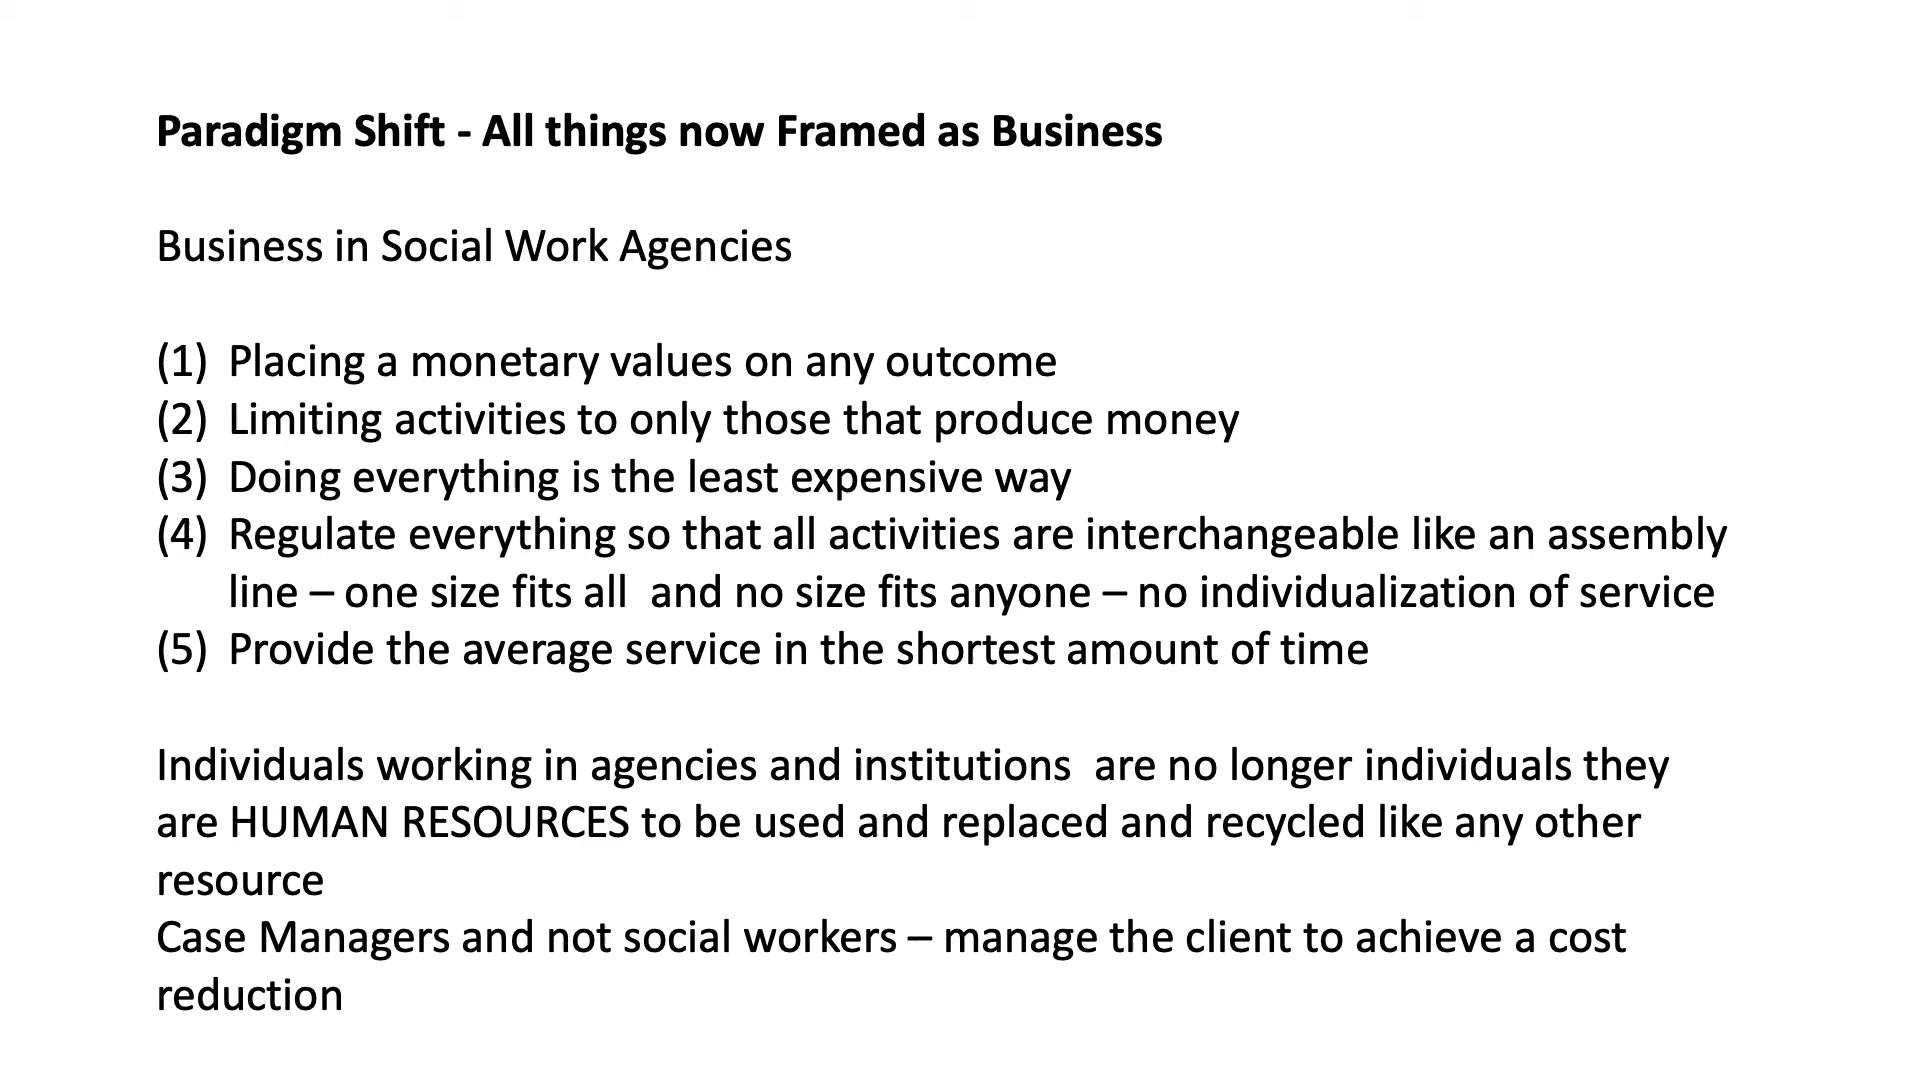 Paradigm Shift - All things now Framed as Business
Business in Social Work Agencies
(1) Placing a monetary values on any outcome
(2) Limiting activities to only those that produce money
(3) Doing everything is the least expensive way
(4) Regulate everything so that all activities are interchangeable like an assembly
line – one size fits all  and no size fits anyone – no individualization of service
(5) Provide the average service in the shortest amount of time
Individuals working in agencies and institutions  are no longer individuals they
are HUMAN RESOURCES to be used and replaced and recycled like any other
resource
Case Managers and not social workers – manage the client to achieve a cost
reduction